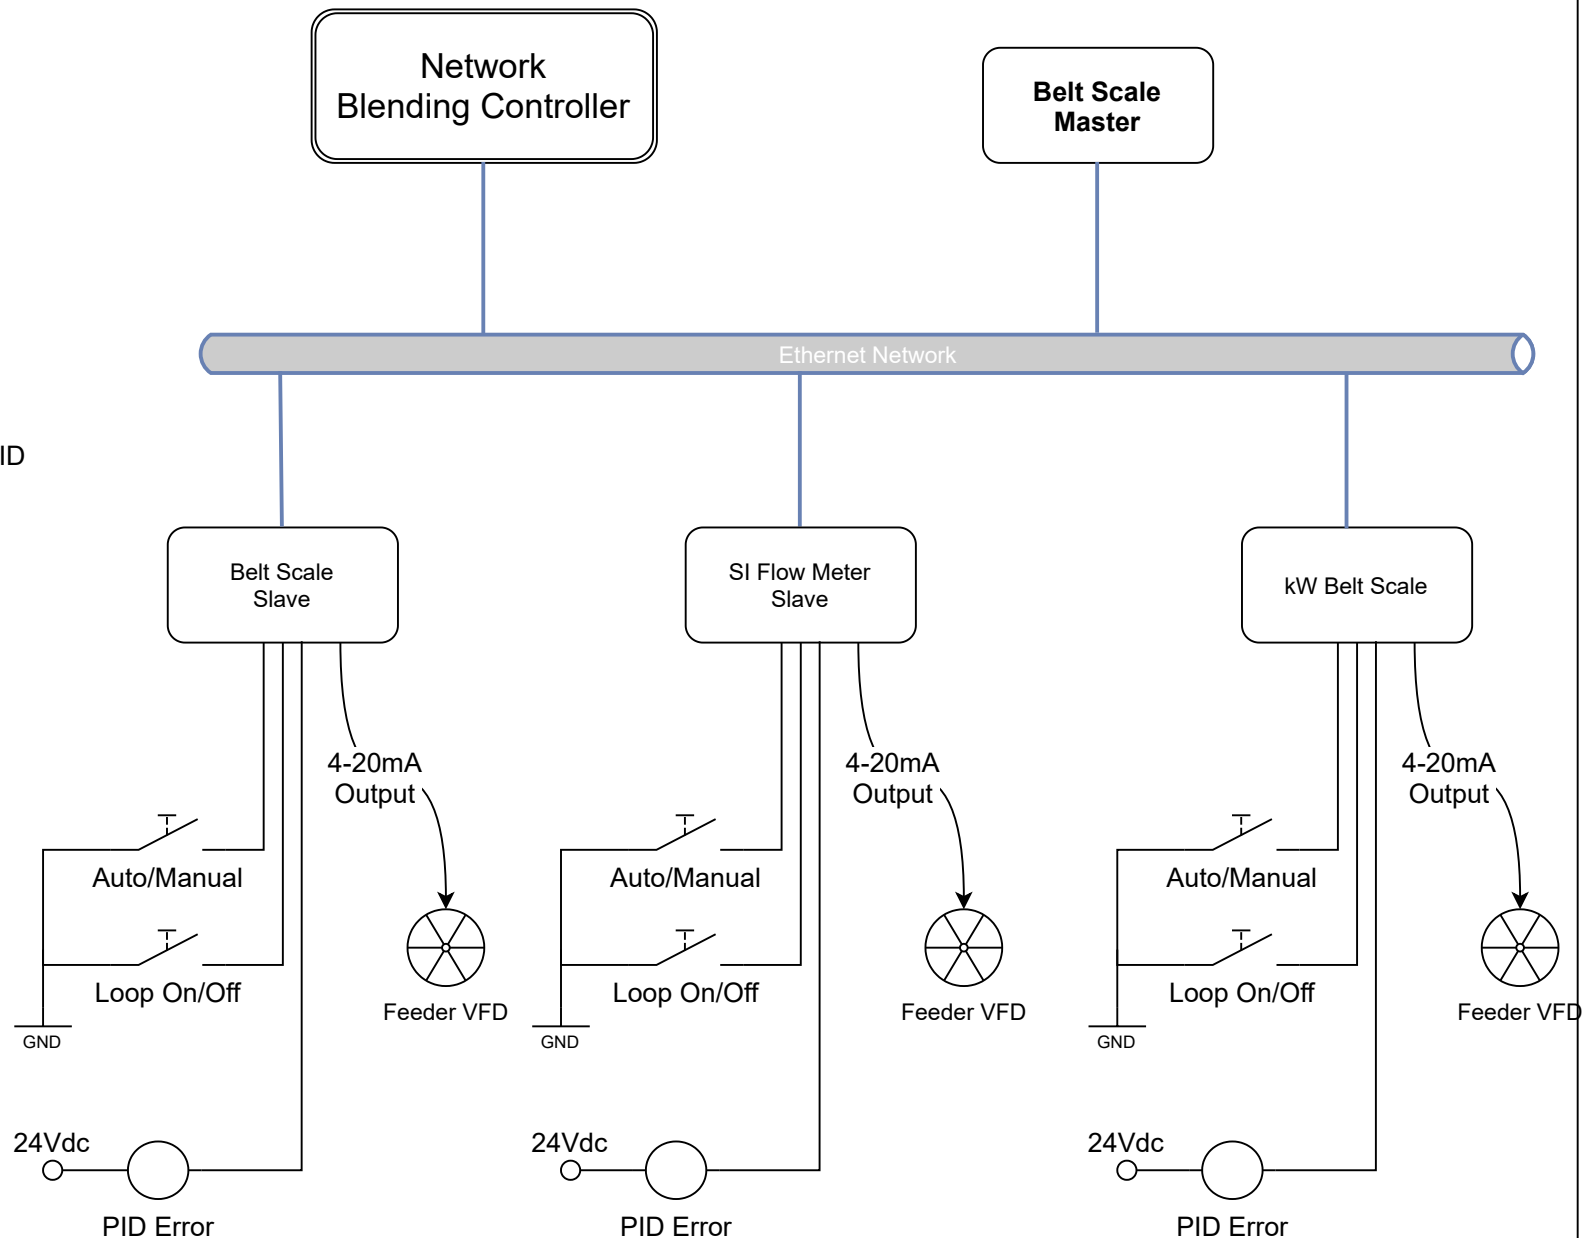 Network
Blending Controller
Belt Scale
Master
Ethernet Network
ID
Belt Scale
Slave
SI Flow Meter
Slave
kW Belt Scale
4-20mA
Output
4-20mA
Output
4-20mA
Output
Auto/Manual
Auto/Manual
Auto/Manual
Loop On/Off
Loop On/Off
Loop On/Off
Feeder VFD
Feeder VFD
Feeder VFD
GND
GND
GND
24Vdc
24Vdc
24Vdc
PID Error
PID Error
PID Error